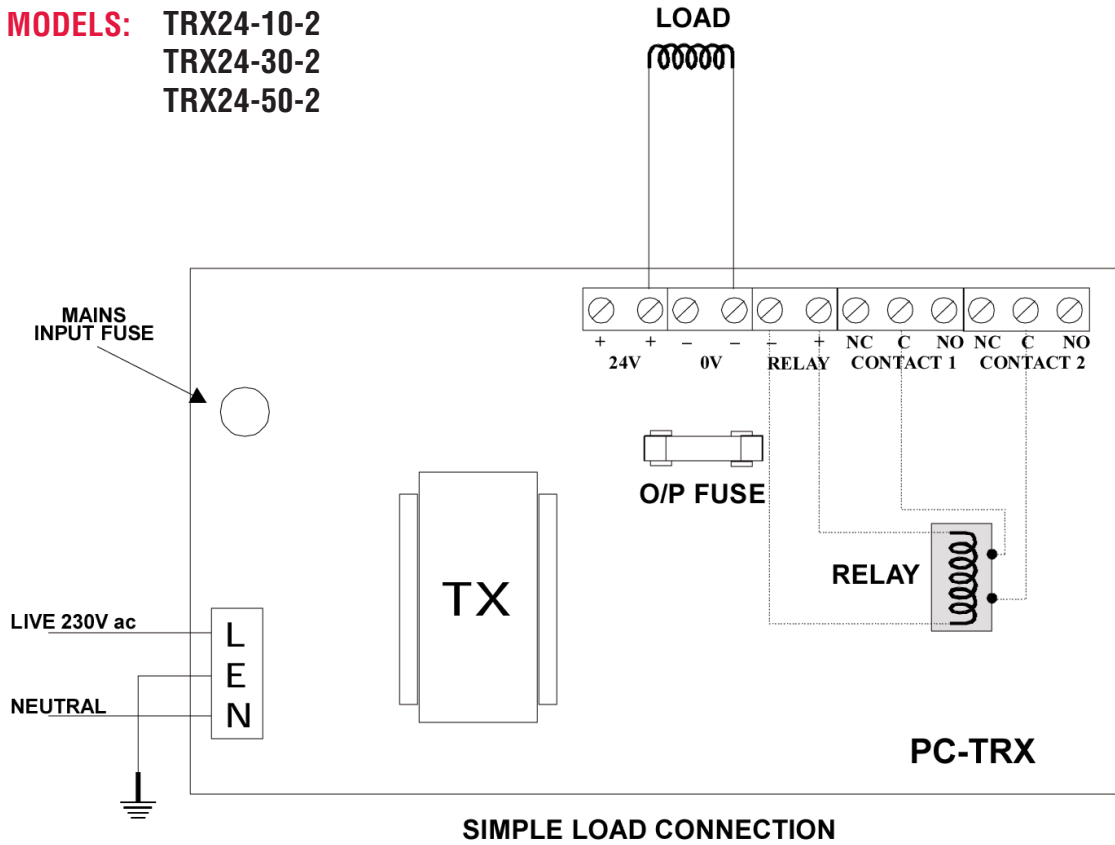 MODELS: TRX24-10-2
TRX24-30-2
TRX24-50-2
LOAD
MAINS
INPUT FUSE
+ + – – – + NC C NO NC C NO
24V 0V RELAY CONTACT 1 CONTACT 2
O/P FUSE
TX
RELAY
LIVE 230V ac
L
E
NEUTRAL
N
PC-TRX
SIMPLE LOAD CONNECTION